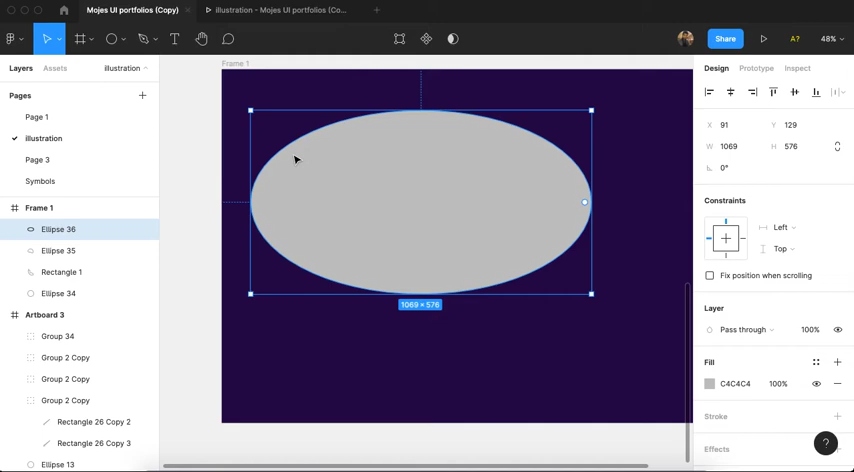 Mojes UI portfolios (Copy)
illustration - Mojes UI portfolios (Co...
Share
A?
48%
Layers
Assets
illustration
Pages
Page 1
illustration
Page 3
Symbols
Frame 1
Ellipse 36
Ellipse 35
Rectangle 1
Ellipse 34
Artboard 3
Group 34
Group 2 Copy
Group 2 Copy
Group 2 Copy
Rectangle 26 Copy 2
Rectangle 26 Copy 3
Ellipse 13
Frame 1
1069 × 576
Design
Prototype
Inspect
X 91
Y 129
W 1069
H 576
0°
Constraints
Left
Top
Fix position when scrolling
Layer
Pass through
100%
Fill
C4C4C4
100%
Stroke
Effects
?